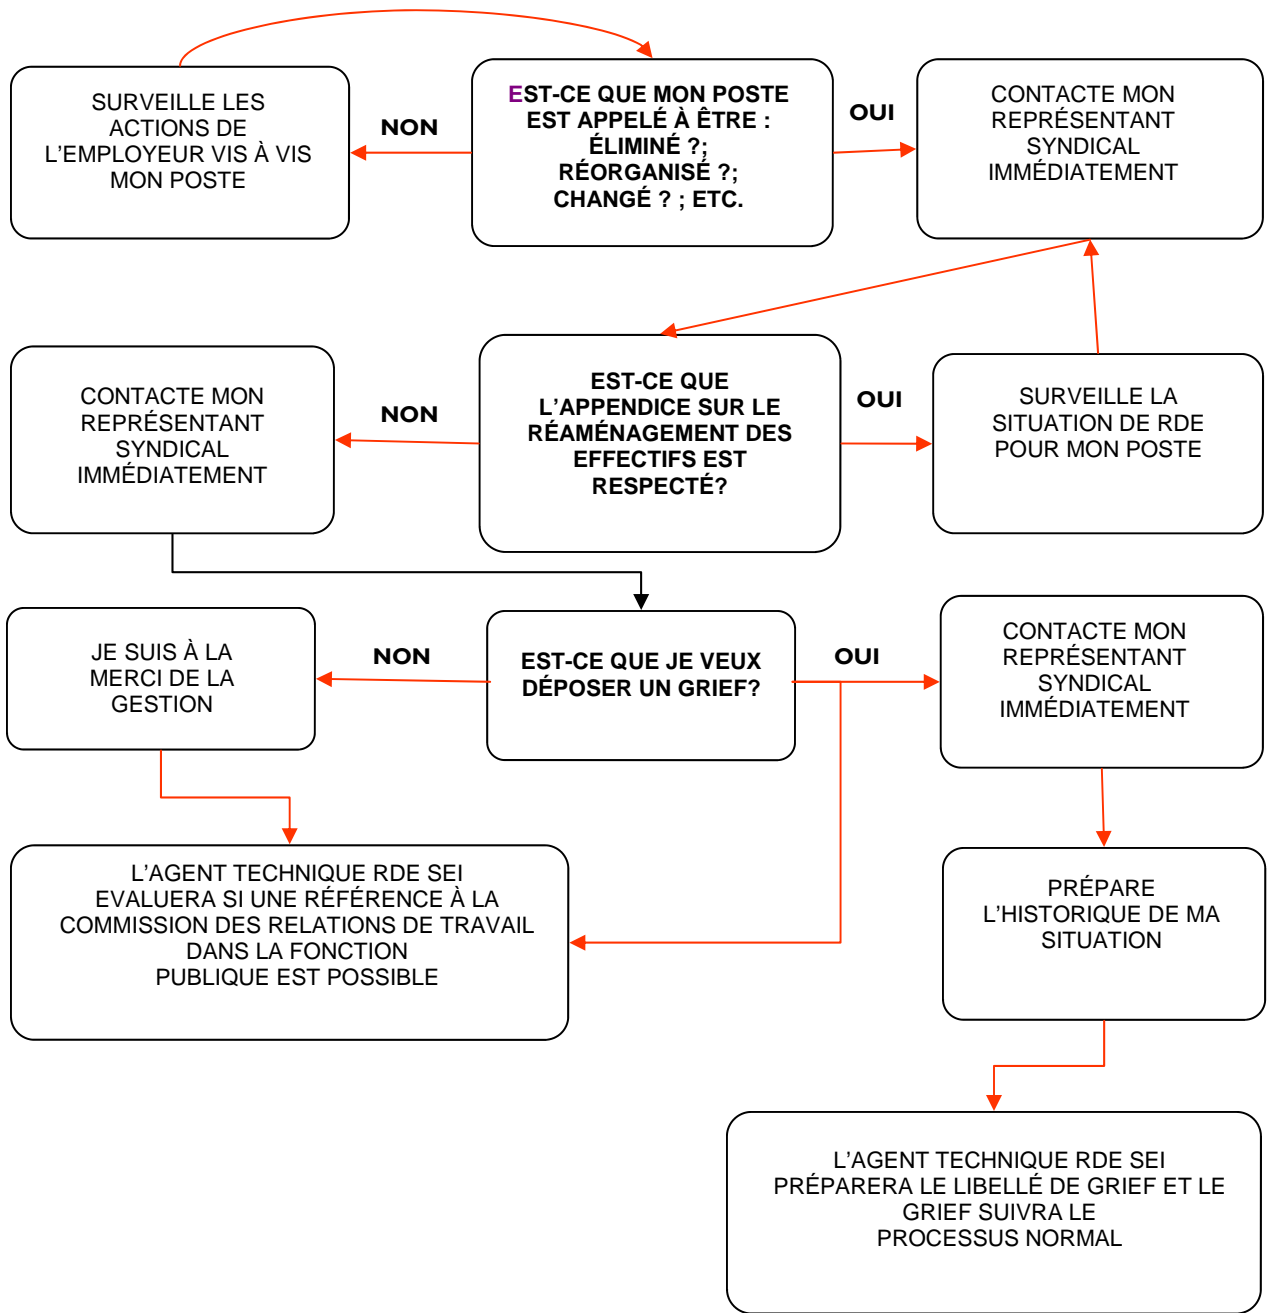 SURVEILLE LES
ACTIONS DE
L'EMPLOYEUR VIS À VIS
MON POSTE
NON
EST-CE QUE MON POSTE
EST APPELÉ À ÊTRE :
ÉLIMINÉ ?;
RÉORGANISÉ ?;
CHANGÉ ? ; ETC.
OUI
CONTACTE MON
REPRÉSENTANT
SYNDICAL
IMMÉDIATEMENT
CONTACTE MON
REPRÉSENTANT
SYNDICAL
IMMÉDIATEMENT
NON
EST-CE QUE
L'APPENDICE SUR LE
RÉAMÉNAGEMENT DES
EFFECTIFS EST
RESPECTÉ?
OUI
SURVEILLE LA
SITUATION DE RDE
POUR MON POSTE
JE SUIS À LA
MERCI DE LA
GESTION
NON
EST-CE QUE JE VEUX
DÉPOSER UN GRIEF?
OUI
CONTACTE MON
REPRÉSENTANT
SYNDICAL
IMMÉDIATEMENT
L'AGENT TECHNIQUE RDE SEI
EVALUERA SI UNE RÉFÉRENCE À LA
COMMISSION DES RELATIONS DE TRAVAIL
DANS LA FONCTION
PUBLIQUE EST POSSIBLE
PRÉPARE
L'HISTORIQUE DE MA
SITUATION
L'AGENT TECHNIQUE RDE SEI
PRÉPARERA LE LIBELLÉ DE GRIEF ET LE
GRIEF SUIVRA LE
PROCESSUS NORMAL